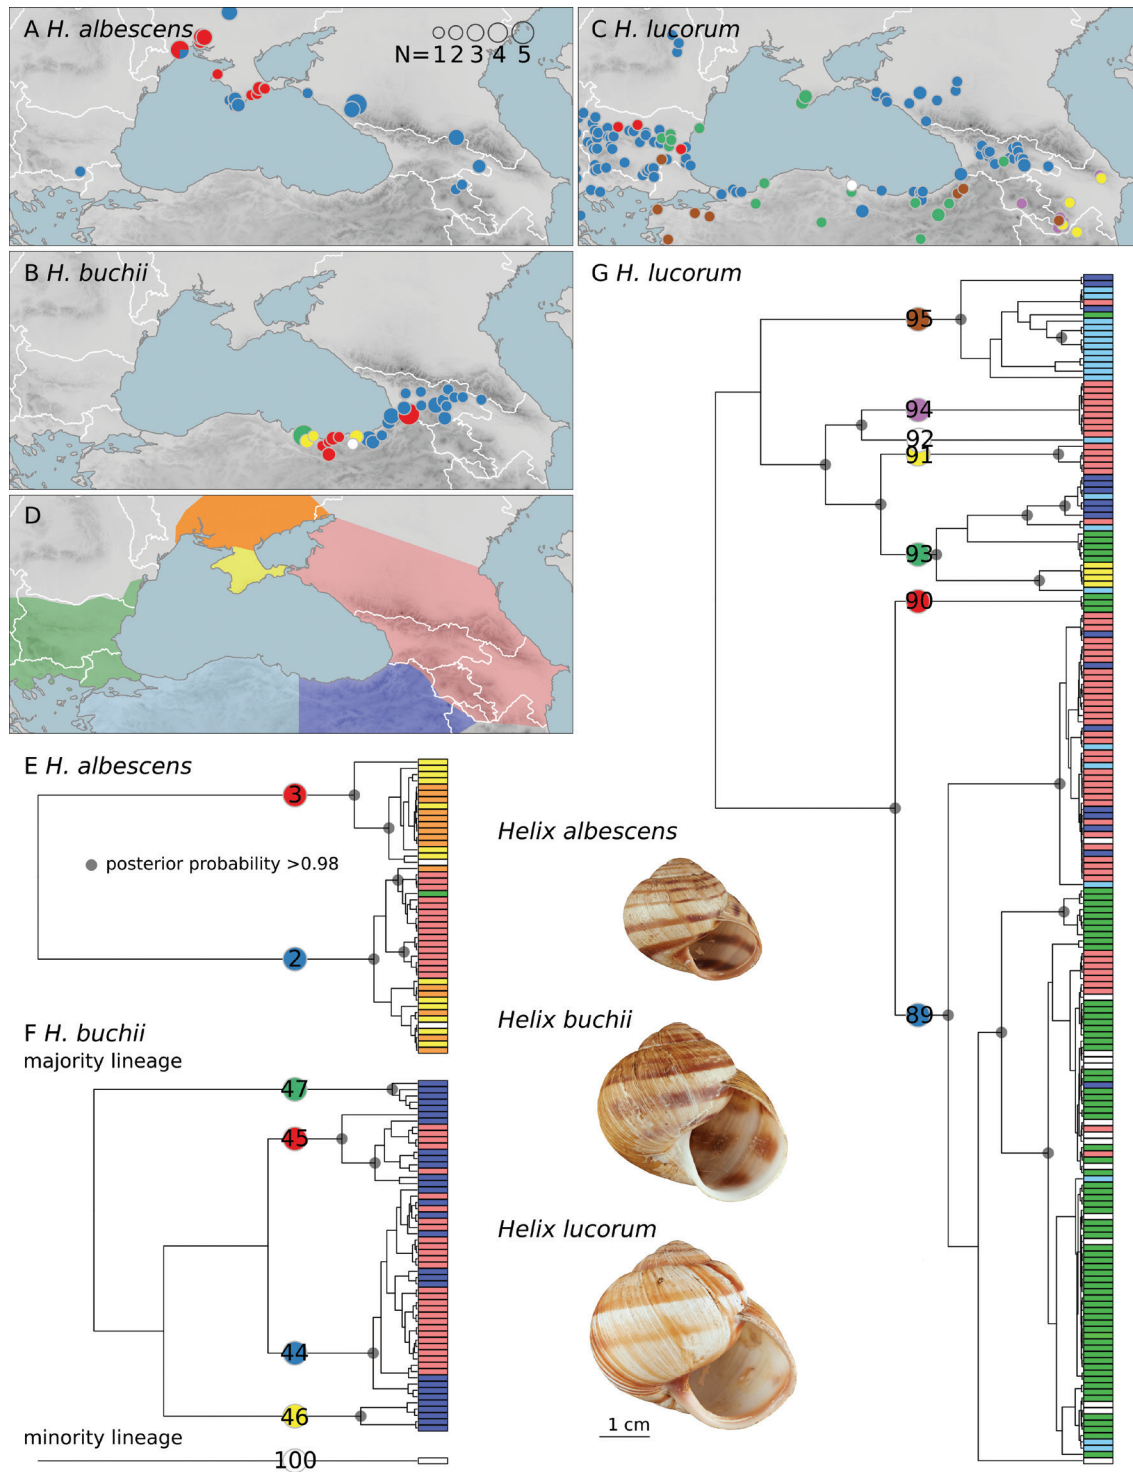 A H. albescens
N=1 2 3 4 5
C H. lucorum
B H. buchii
G H. lucorum
D
E H. albescens
3
posterior probability >0.98
2
F H. buchii
majority lineage
47
45
44
46
minority lineage
100
Helix albescens
Helix buchii
Helix lucorum
1 cm
95
94
92
91
93
90
89